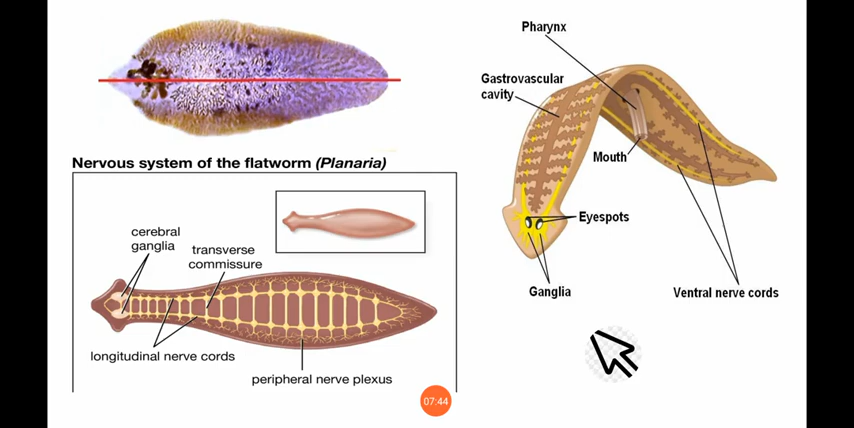 Nervous system of the flatworm (Planaria)
cerebral
ganglia
transverse
commissure
longitudinal nerve cords
peripheral nerve plexus
07:44
Pharynx
Gastrovascular
cavity
Mouth
Eyespots
Ganglia
Ventral nerve cords